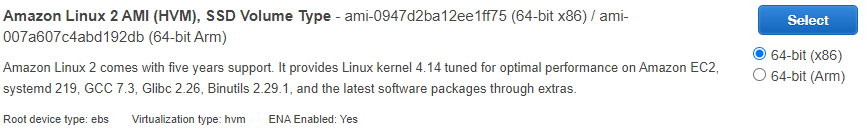 Amazon Linux 2 AMI (HVM), SSD Volume Type - ami-0947d2ba12ee1ff75 (64-bit x86) / ami-
007a607c4abd192db (64-bit Arm)
Select
64-bit (x86)
64-bit (Arm)
Amazon Linux 2 comes with five years support. It provides Linux kernel 4.14 tuned for optimal performance on Amazon EC2,
systemd 219, GCC 7.3, Glibc 2.26, Binutils 2.29.1, and the latest software packages through extras.
Root device type: ebs Virtualization type: hvm ENA Enabled: Yes